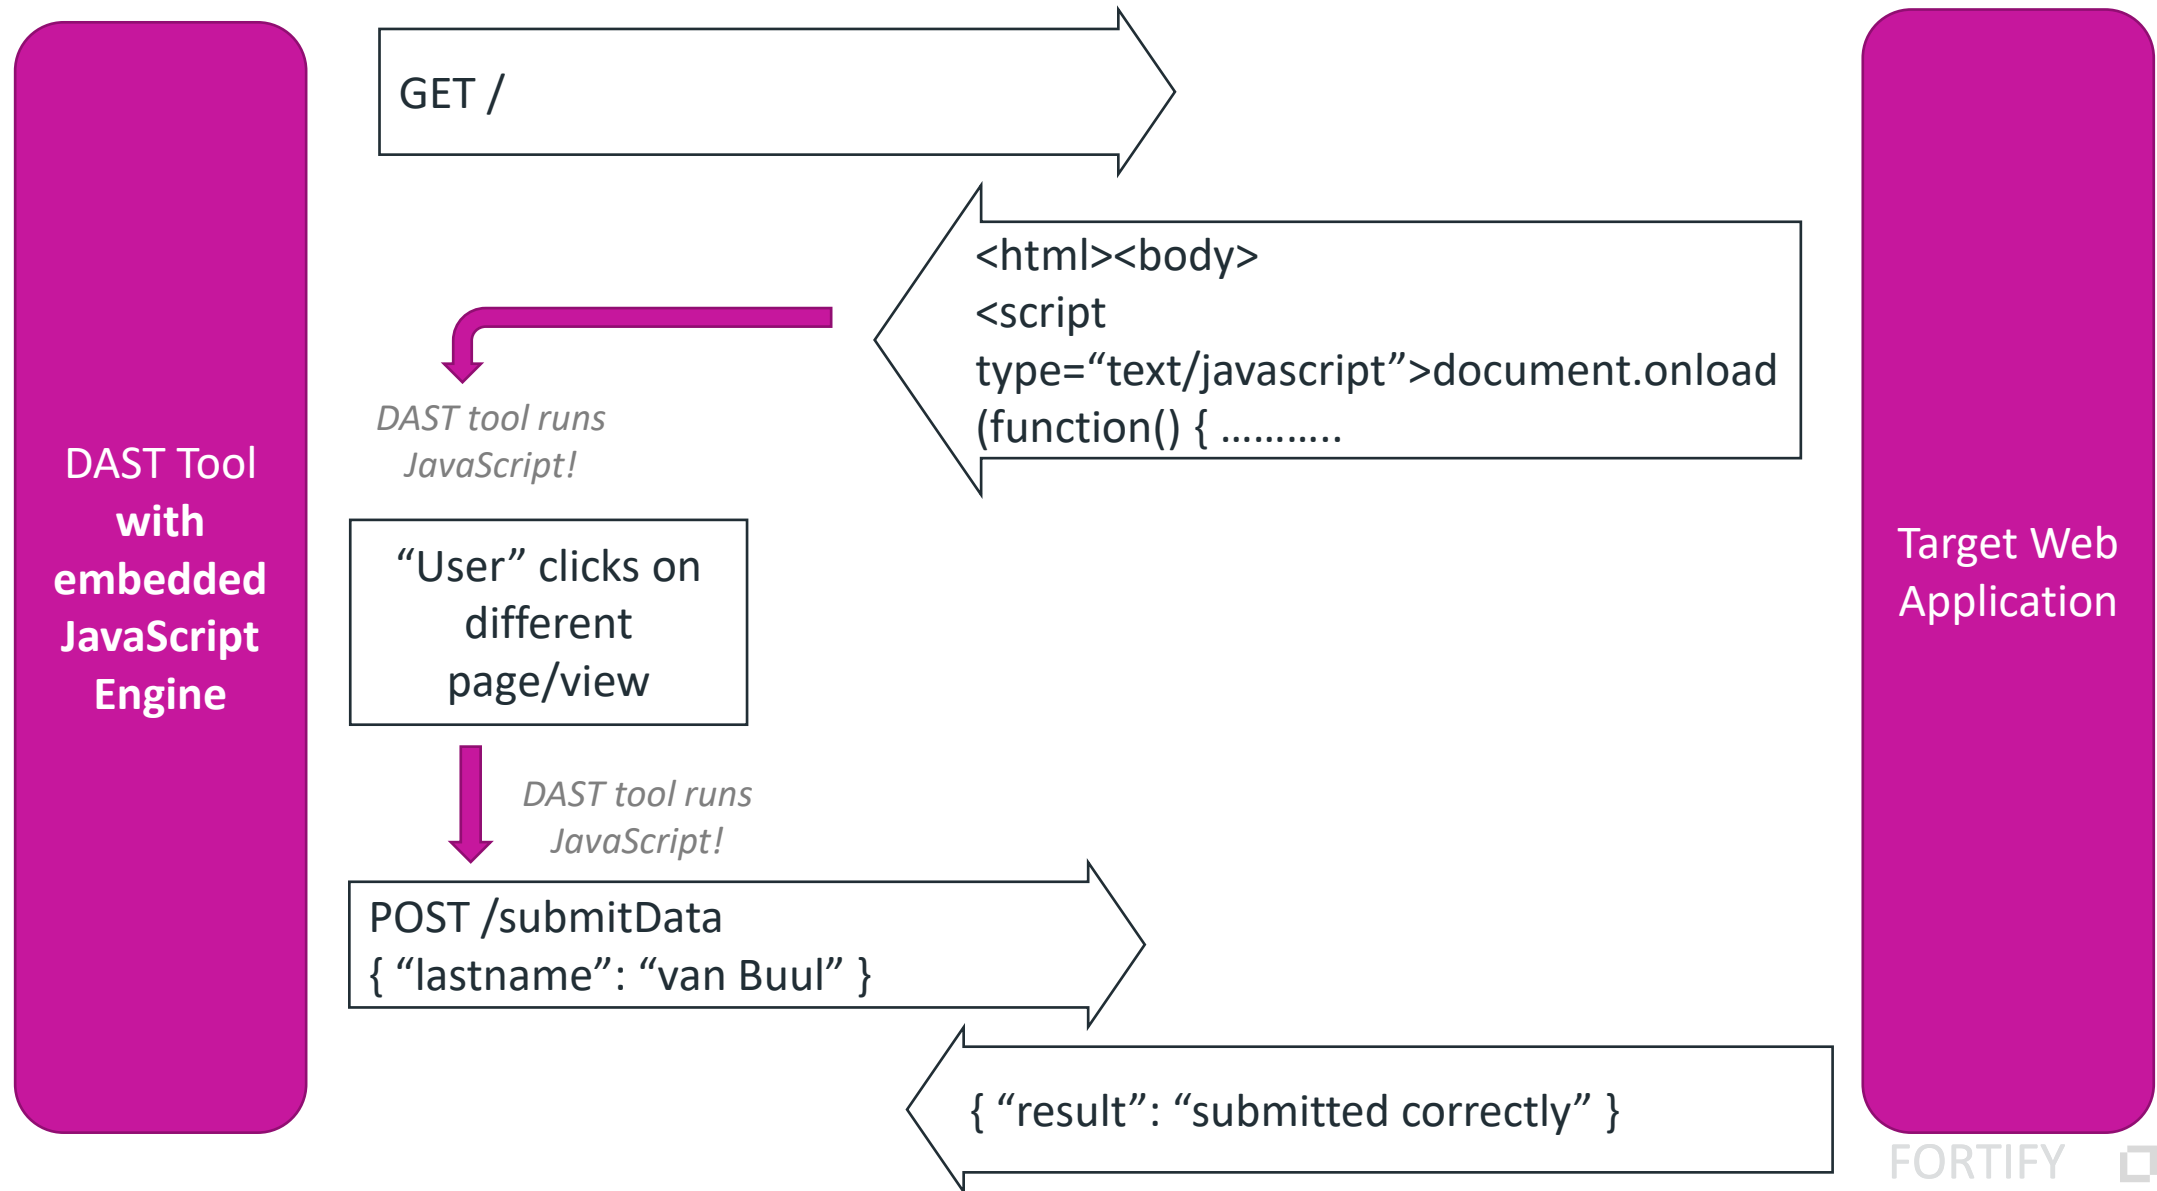 GET /
<html><body>
<script
type=“text/javascript”>document.onload
(function() { ………..
DAST tool runs
JavaScript!
DAST Tool
with
embedded
JavaScript
Engine
“User” clicks on
different
page/view
Target Web
Application
DAST tool runs
JavaScript!
POST /submitData
{ “lastname”: “van Buul” }
{ “result”: “submitted correctly” }
FORTIFY